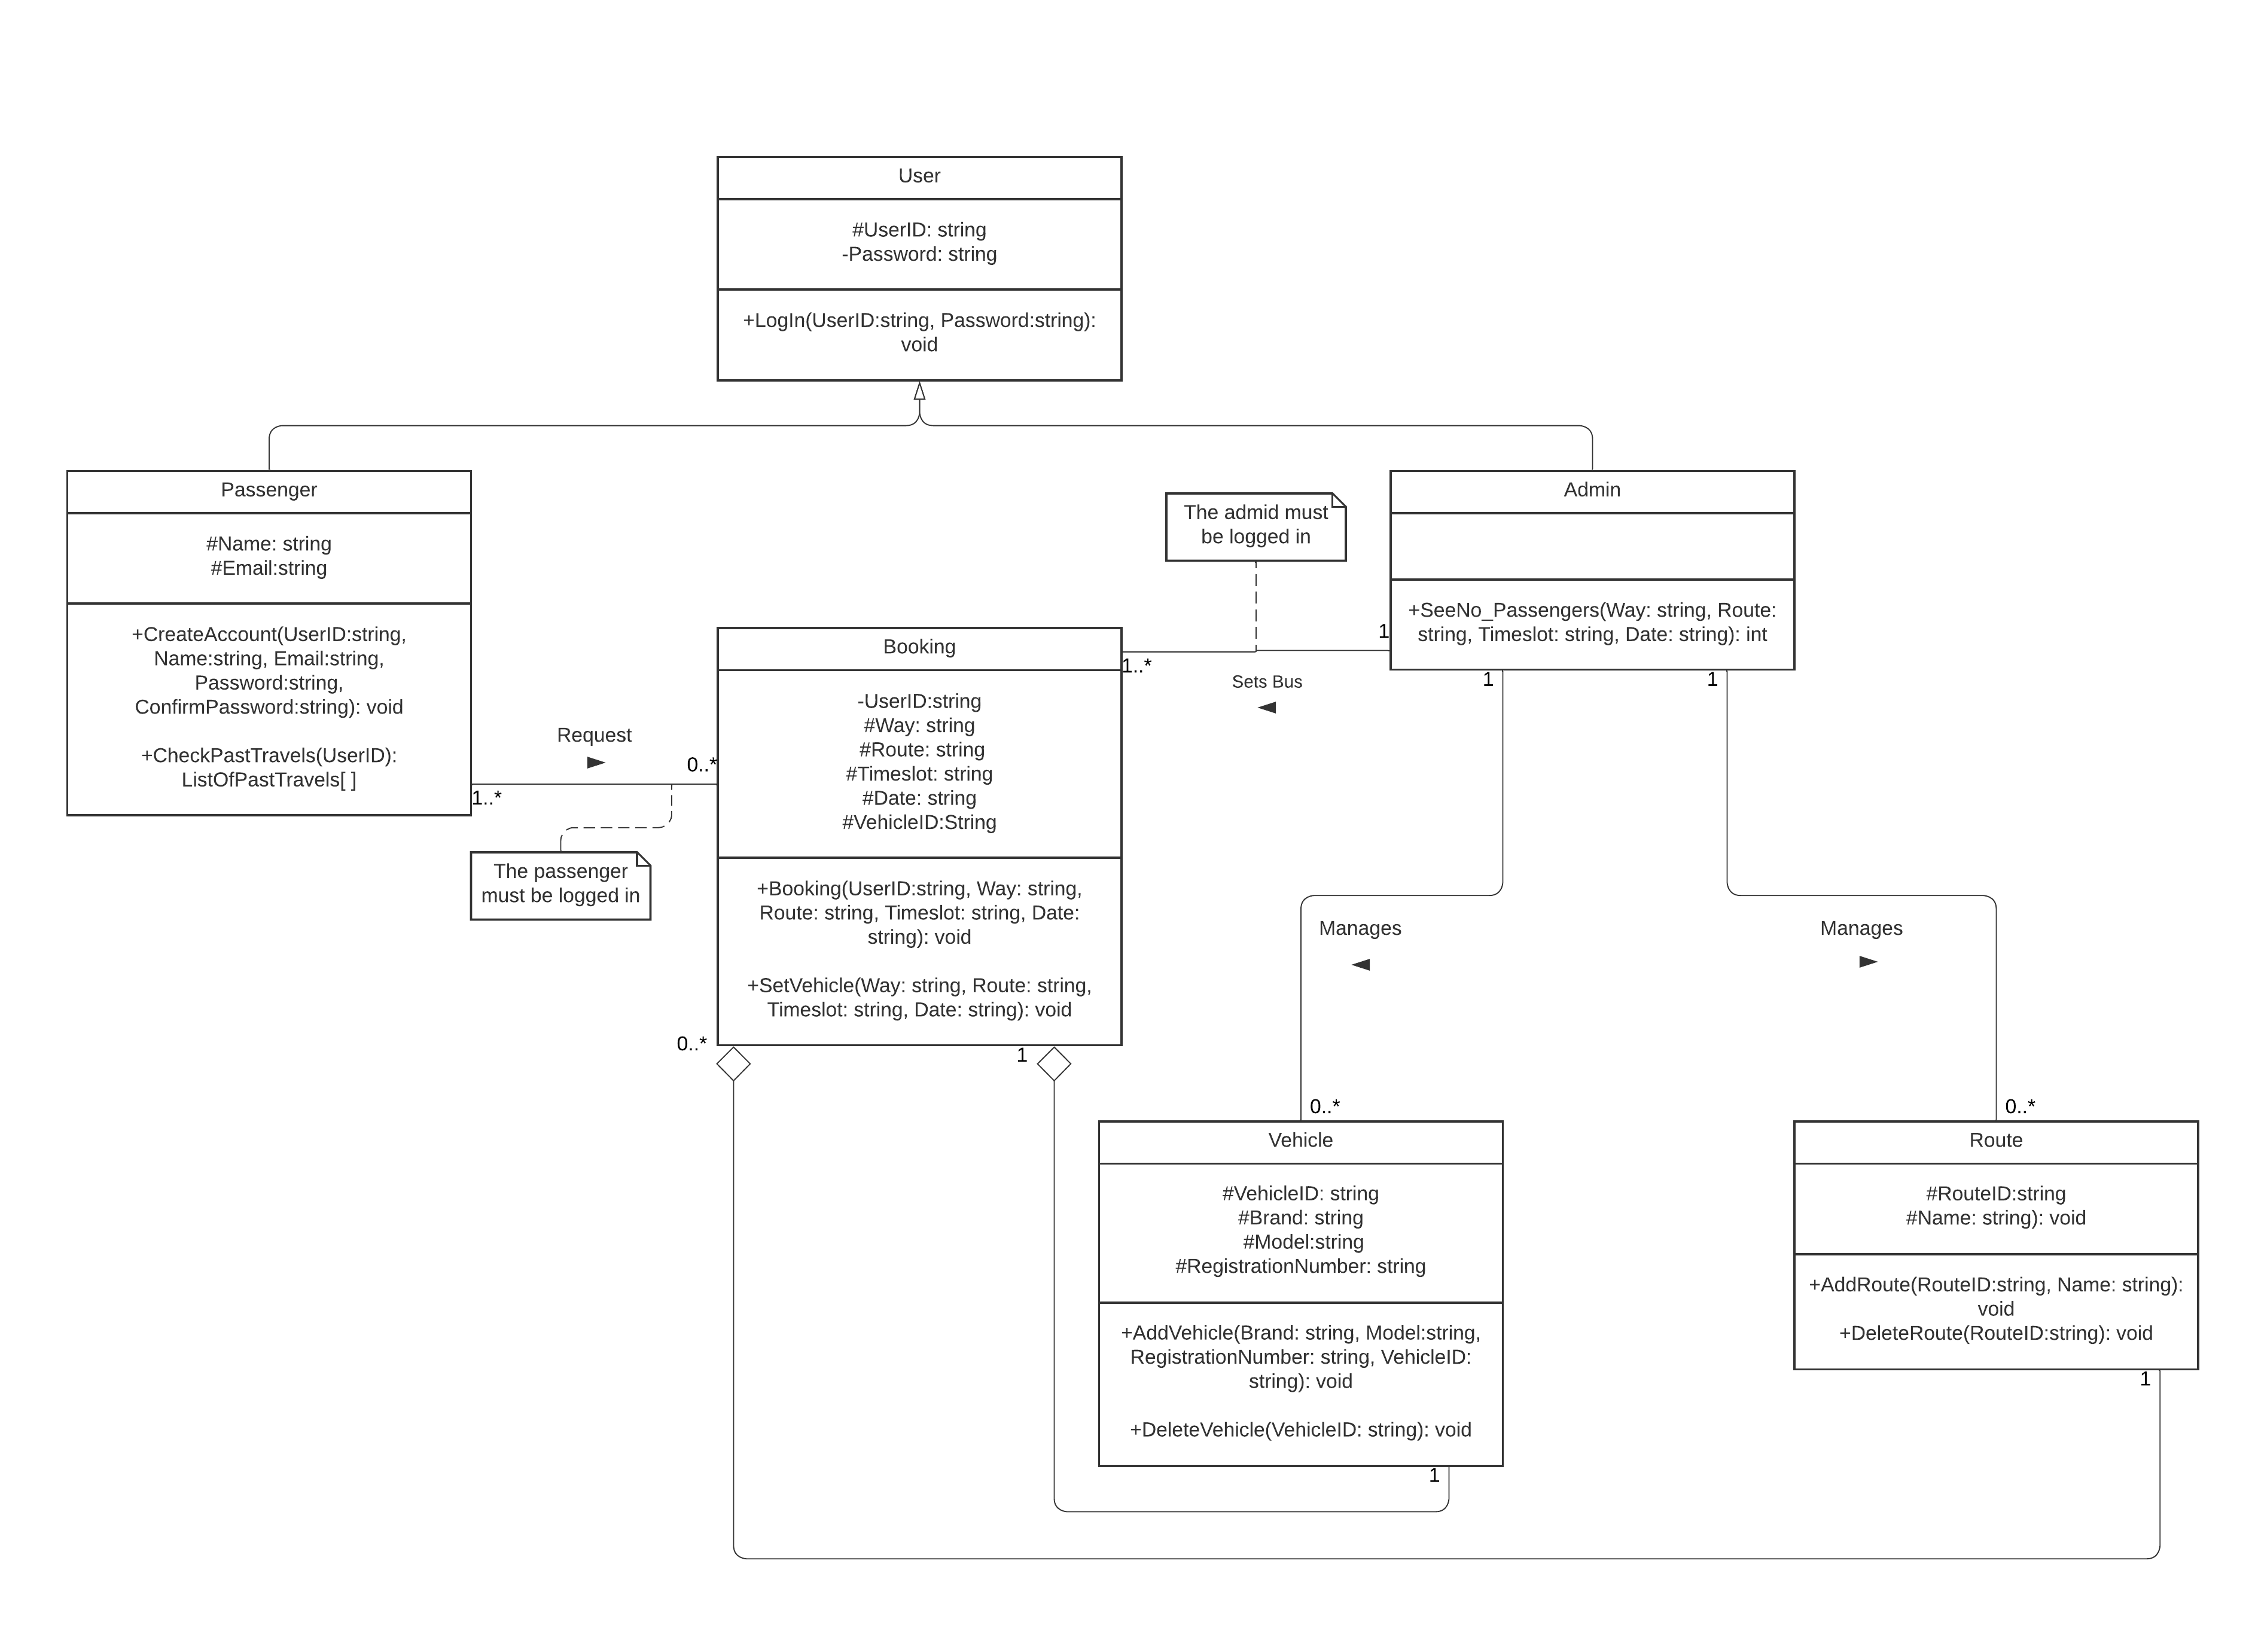 User
#UserID: string
-Password: string
+LogIn(UserID:string, Password:string):
void
Passenger
#Name: string
#Email:string
+CreateAccount(UserID:string,
Name:string, Email:string,
Password:string,
ConfirmPassword:string): void
+CheckPastTravels(UserID):
ListOfPastTravels[ ]
The admid must
be logged in
Admin
+SeeNo_Passengers(Way: string, Route:
string, Timeslot: string, Date: string): int
1
1..*
Sets Bus
1
1
Request
0..*
1..*
The passenger
must be logged in
Booking
-UserID:string
#Way: string
#Route: string
#Timeslot: string
#Date: string
#VehicleID:String
+Booking(UserID:string, Way: string,
Route: string, Timeslot: string, Date:
string): void
+SetVehicle(Way: string, Route: string,
Timeslot: string, Date: string): void
0..*
1
Manages
Manages
0..*
0..*
Vehicle
#VehicleID: string
#Brand: string
#Model:string
#RegistrationNumber: string
+AddVehicle(Brand: string, Model:string,
RegistrationNumber: string, VehicleID:
string): void
+DeleteVehicle(VehicleID: string): void
1
Route
#RouteID:string
#Name: string): void
+AddRoute(RouteID:string, Name: string):
void
+DeleteRoute(RouteID:string): void
1